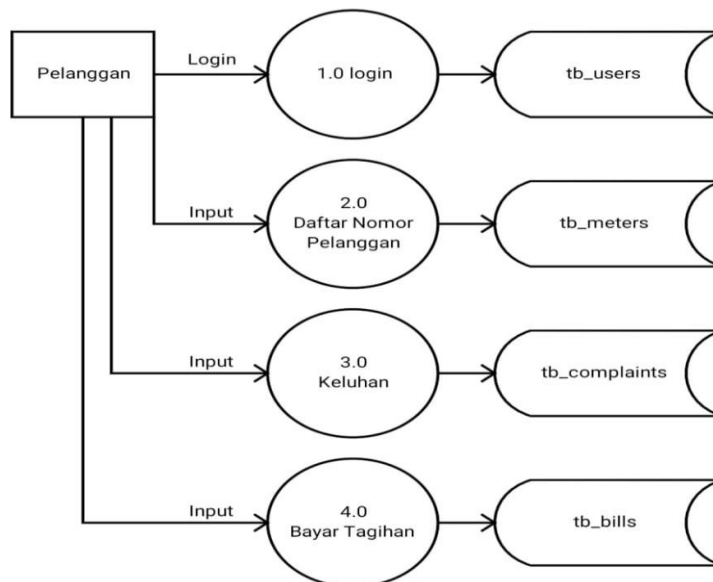 Pelanggan
Login
1.0 login
tb_users
Input
2.0
Daftar Nomor
Pelanggan
tb_meters
Input
3.0
Keluhan
tb_complaints
Input
4.0
Bayar Tagihan
tb_bills